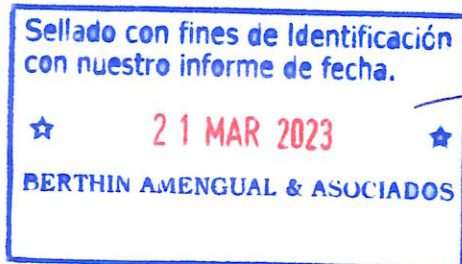 Sellado con fines de Identificación
con nuestro informe de fecha.
21 MAR 2023
BERTHIN AMENGUAL & ASOCIADOS